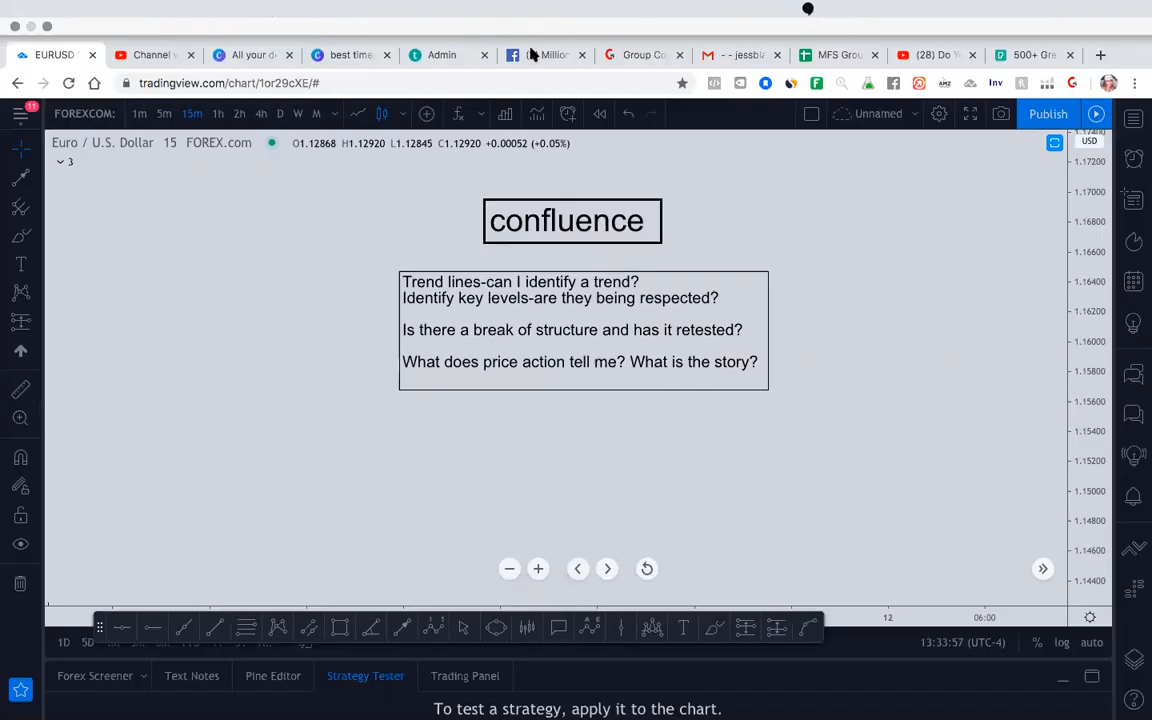 EURUSD
Channel
All your d
best time
Admin
Million
Group Co
- - jessbla
MFS Grou
(28) Do Y
500+ Gre
tradingview.com/chart/1or29cXE/#
Inv
11
FOREXCOM:
1m 5m 15m 1h 2h 4h D W M
Unnamed
Publish
Euro / U.S. Dollar 15 FOREX.com
O1.12868 H1.12920 L1.12845 C1.12920 +0.00052 (+0.05%)
3
USD
1.17200
1.17000
1.16800
1.16600
1.16400
1.16200
1.16000
1.15800
1.15600
1.15400
1.15200
1.15000
1.14800
1.14600
1.14400
confluence
Trend lines-can I identify a trend?
Identify key levels-are they being respected?
Is there a break of structure and has it retested?
What does price action tell me? What is the story?
12
06:00
1D 5D
13:33:57 (UTC-4)
% log auto
Forex Screener
Text Notes
Pine Editor
Strategy Tester
Trading Panel
To test a strategy, apply it to the chart.